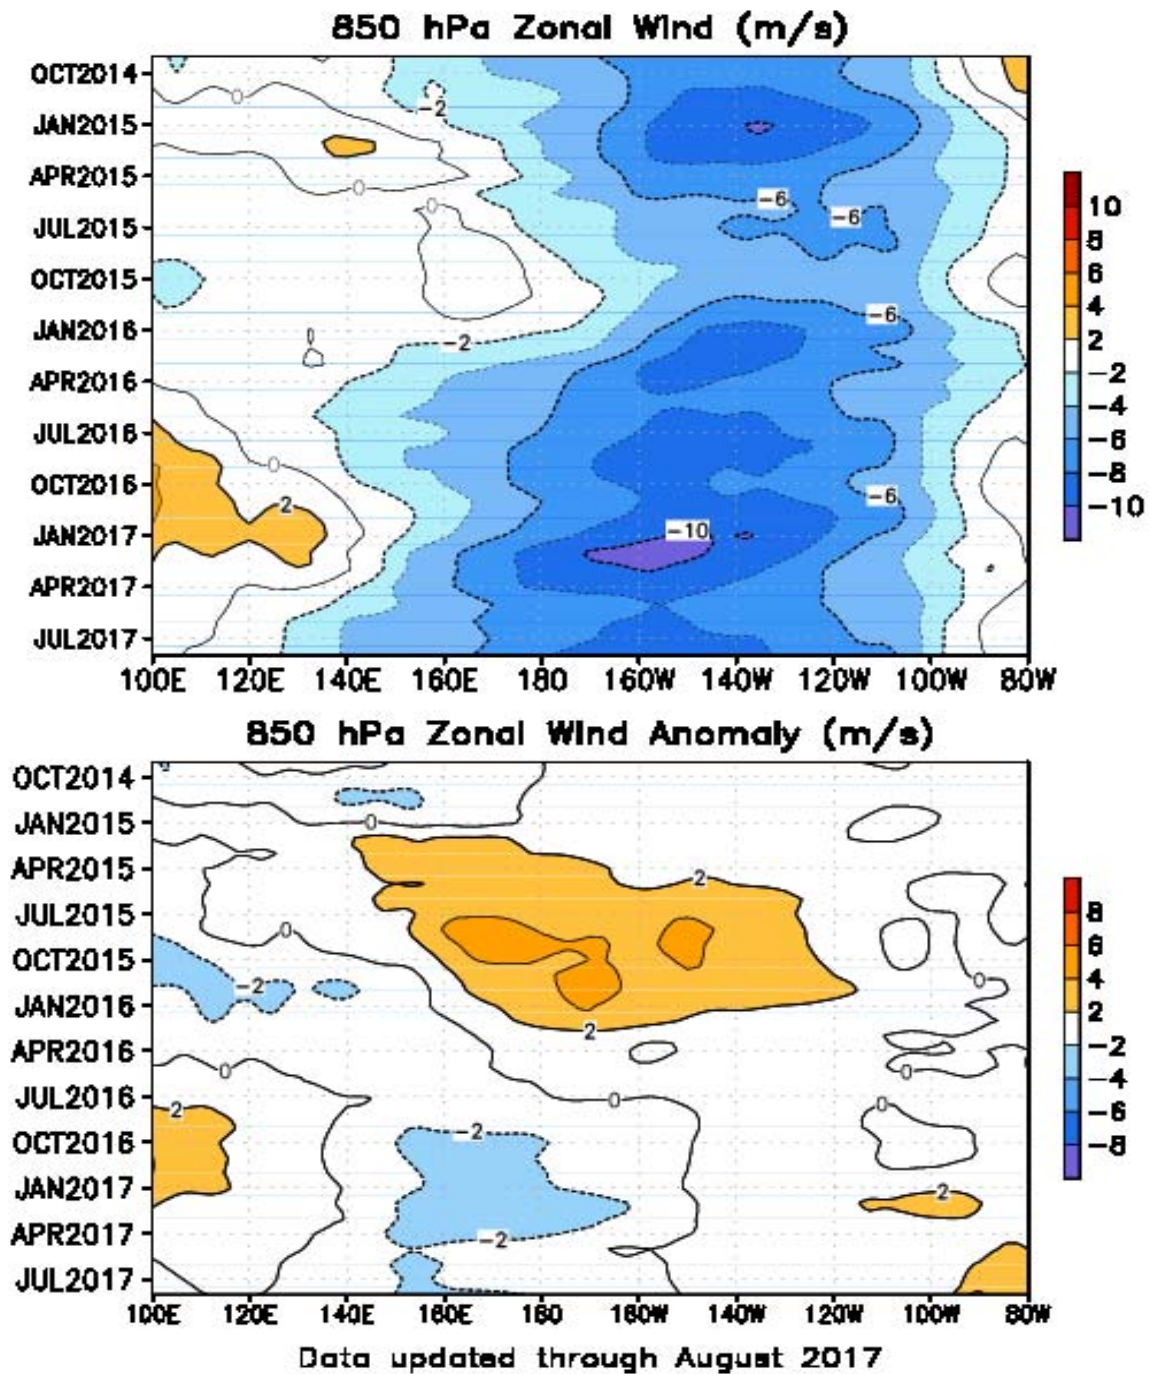 850 hPa Zonal Wind (m/s)
OCT2014
JAN2015
APR2015
JUL2015
OCT2015
JAN2016
APR2016
JUL2016
OCT2016
JAN2017
APR2017
JUL2017
0
-2
0
-6
0
-6
-6
-2
0
2
-6
-10
100E 120E 140E 160E 180 160W 140W 120W 100W 80W
10
8
6
4
2
-2
-4
-6
-8
-10
850 hPa Zonal Wind Anomaly (m/s)
OCT2014
JAN2015
APR2015
JUL2015
OCT2015
JAN2016
APR2016
JUL2016
OCT2016
JAN2017
APR2017
JUL2017
0
2
0
-2
0
2
0
0
2
0
0
-2
2
-2
100E 120E 140E 160E 180 160W 140W 120W 100W 80W
8
6
4
2
-2
-4
-6
-8
Data updated through August 2017